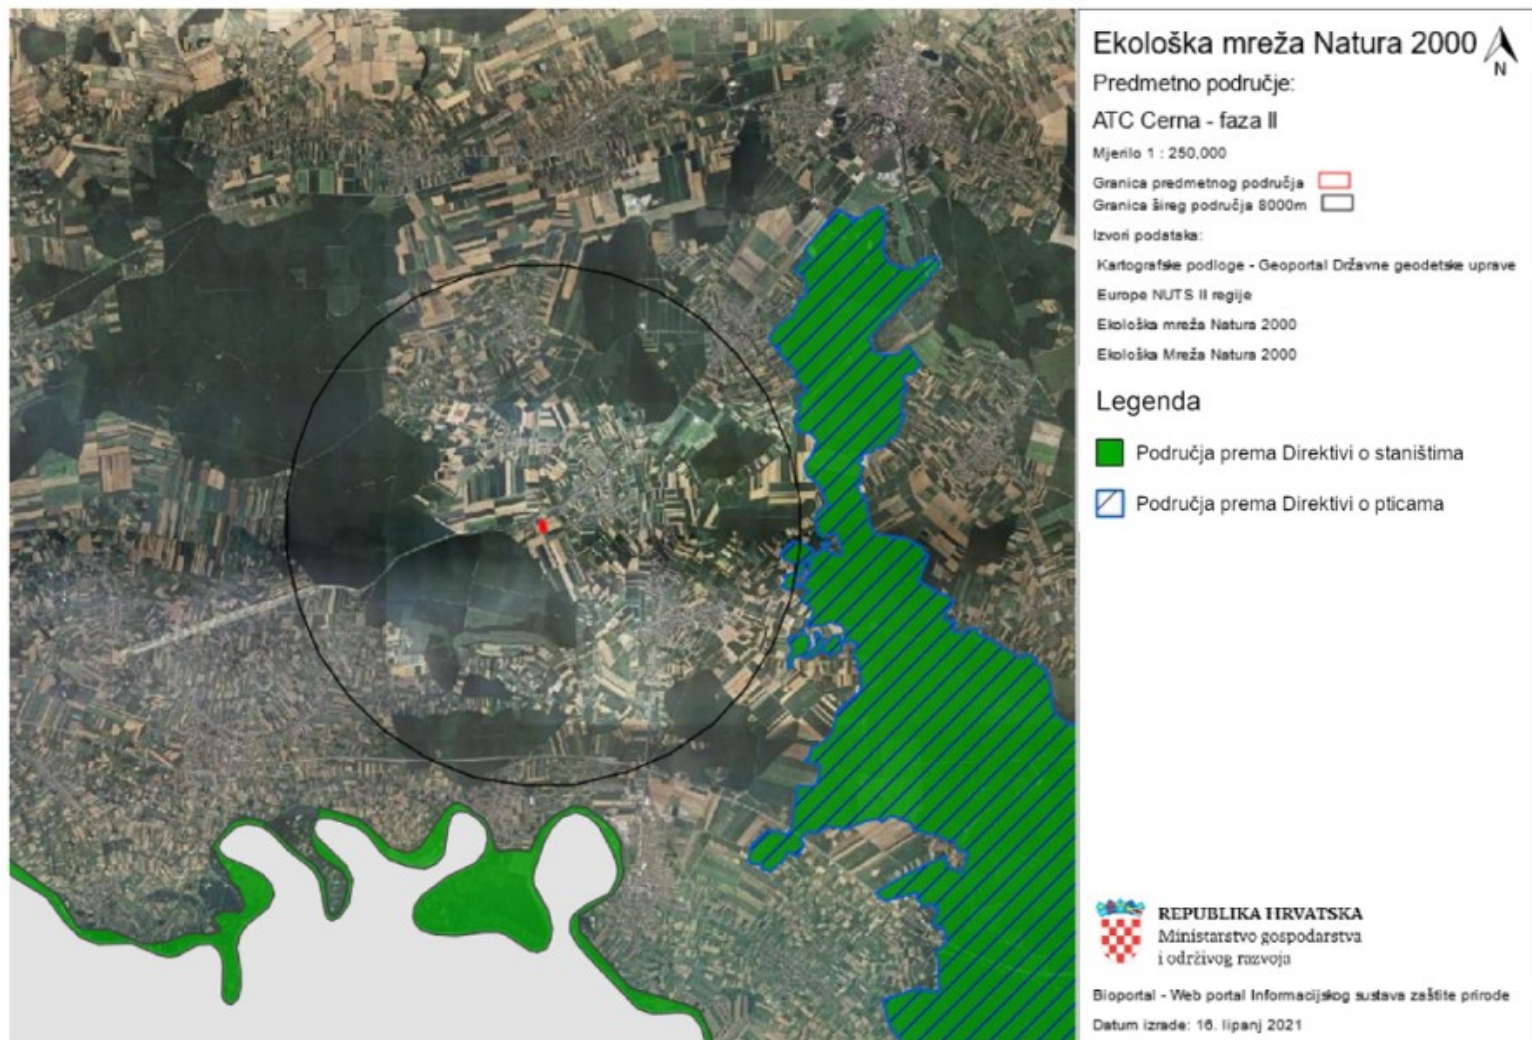 Ekološka mreža Natura 2000
N
Predmetno područje:
ATC Cerna - faza II
Mjerilo 1 : 250,000
Granica predmetnog područja
Granica šireg područja 8000m
Izvori podataka:
Kartografske podloge - Geoportal Državne geodetske uprave
Europe NUTS II regije
Ekološka mreža Natura 2000
Ekološka Mreža Natura 2000
Legenda
Područja prema Direktivi o staništima
Područja prema Direktivi o pticama
REPUBLIKA HRVATSKA
Ministarstvo gospodarstva
i održivog razvoja
Bioportal - Web portal Informacijskog sustava zaštite prirode
Datum izrade: 16. lipanj 2021